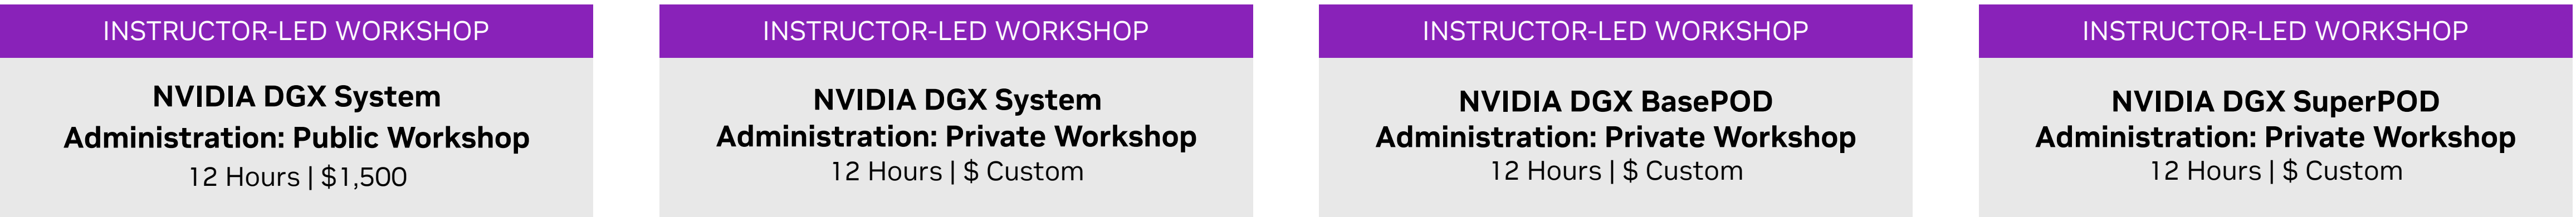 INSTRUCTOR-LED WORKSHOP
NVIDIA DGX System
Administration: Public Workshop
12 Hours | $1,500
INSTRUCTOR-LED WORKSHOP
NVIDIA DGX System
Administration: Private Workshop
12 Hours | $ Custom
INSTRUCTOR-LED WORKSHOP
NVIDIA DGX BasePOD
Administration: Private Workshop
12 Hours | $ Custom
INSTRUCTOR-LED WORKSHOP
NVIDIA DGX SuperPOD
Administration: Private Workshop
12 Hours | $ Custom